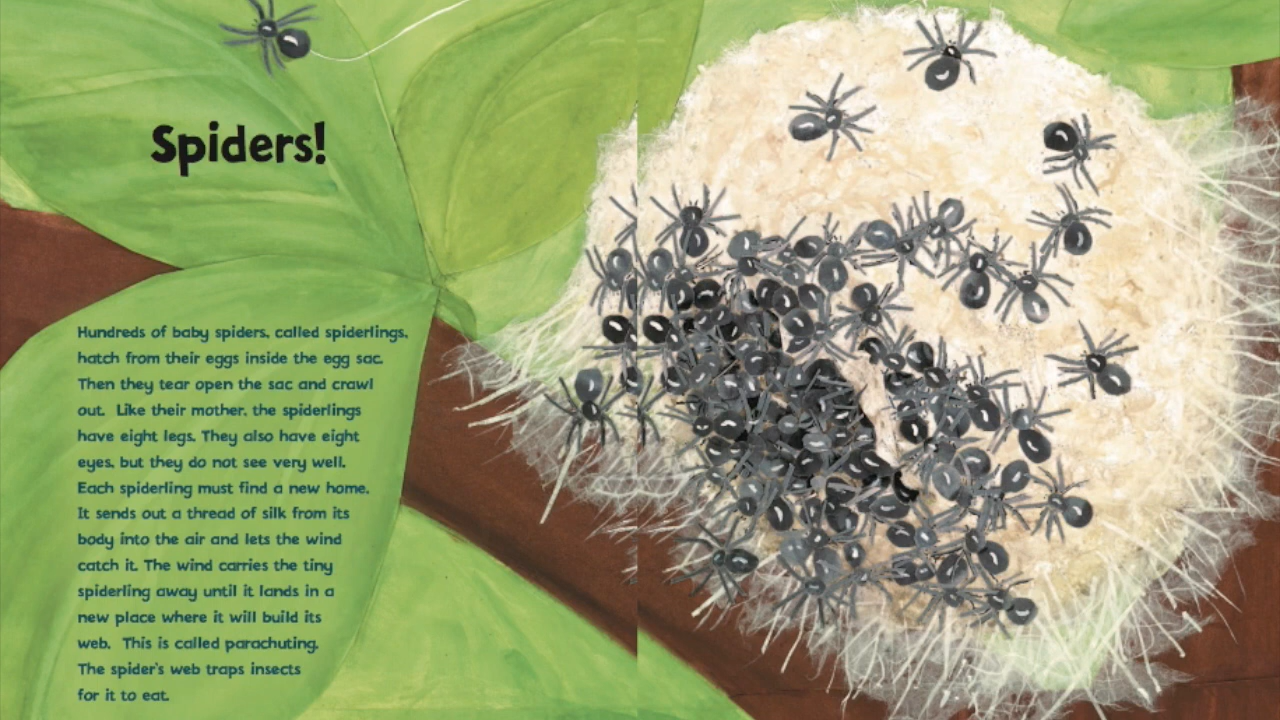 Spiders!
Hundreds of baby spiders, called spiderlings,
hatch from their eggs inside the egg sac.
Then they tear open the sac and crawl
out. Like their mother, the spiderlings
have eight legs. They also have eight
eyes, but they do not see very well.
Each spiderling must find a new home.
It sends out a thread of silk from its
body into the air and lets the wind
catch it. The wind carries the tiny
spiderling away until it lands in a
new place where it will build its
web. This is called parachuting.
The spider's web traps insects
for it to eat.